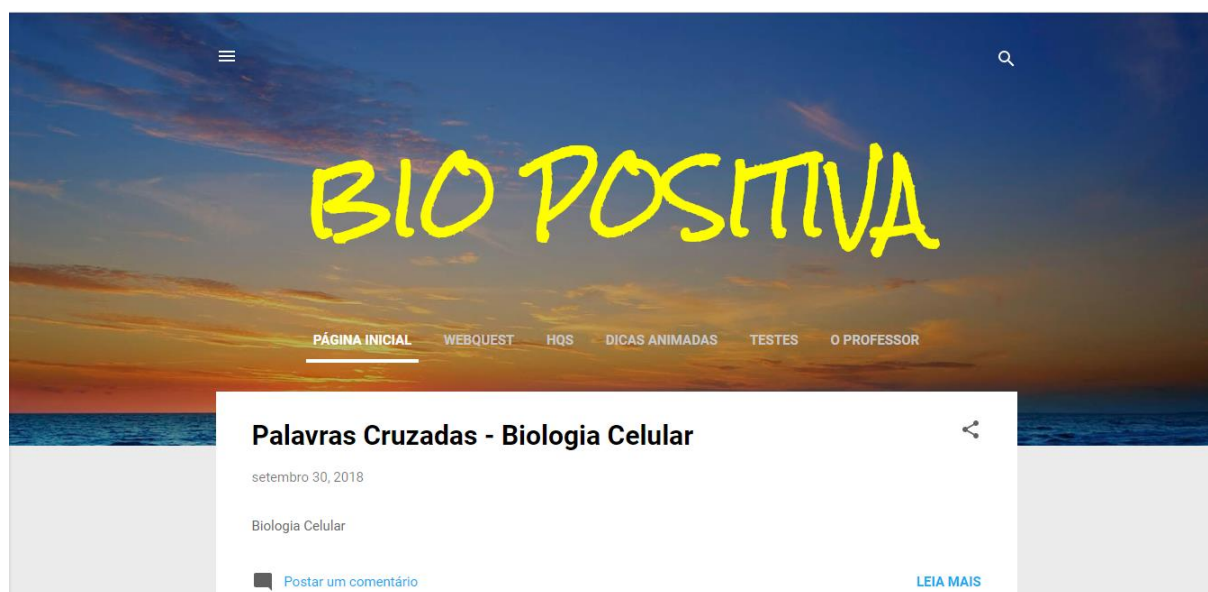 BIO POSITIVA
PÁGINA INICIAL WEBQUEST HQS DICAS ANIMADAS TESTES O PROFESSOR
Palavras Cruzadas - Biologia Celular
setembro 30, 2018
Biologia Celular
Postar um comentário LEIA MAIS